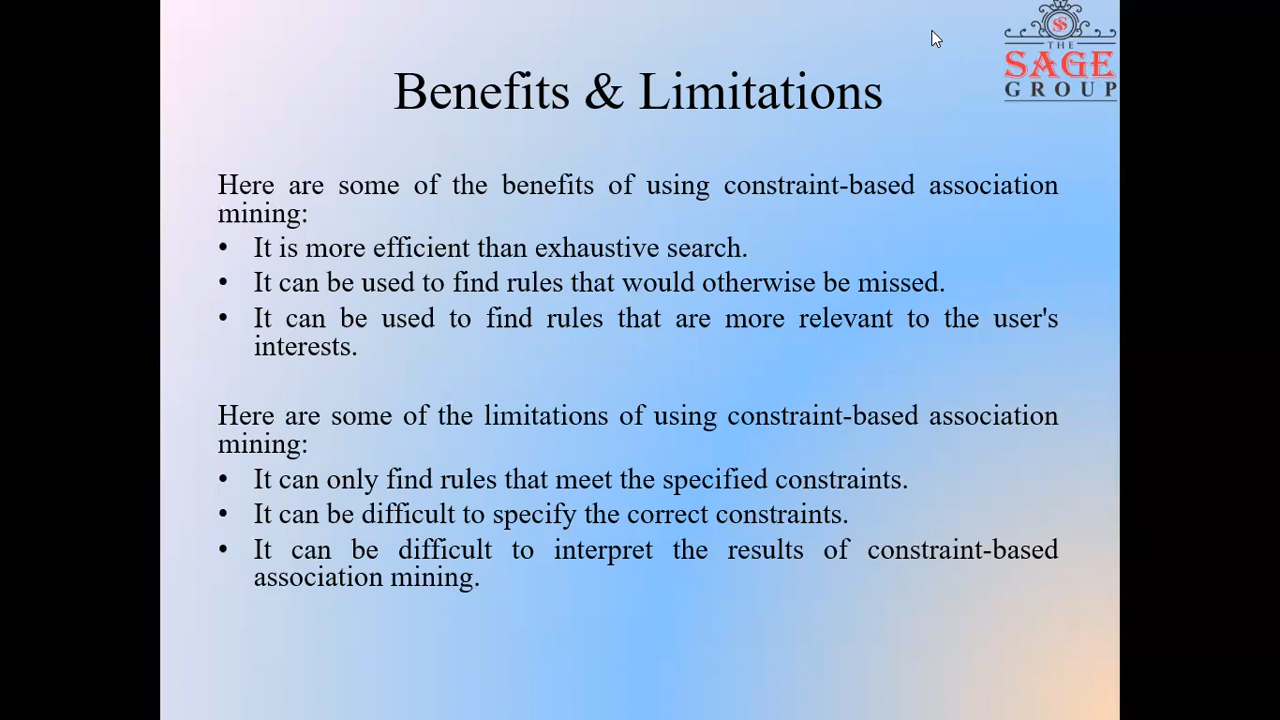 SS
THE
SAGE
GROUP
Benefits & Limitations
Here are some of the benefits of using constraint-based association
mining:
• It is more efficient than exhaustive search.
• It can be used to find rules that would otherwise be missed.
• It can be used to find rules that are more relevant to the user's
interests.
Here are some of the limitations of using constraint-based association
mining:
• It can only find rules that meet the specified constraints.
• It can be difficult to specify the correct constraints.
• It can be difficult to interpret the results of constraint-based
association mining.